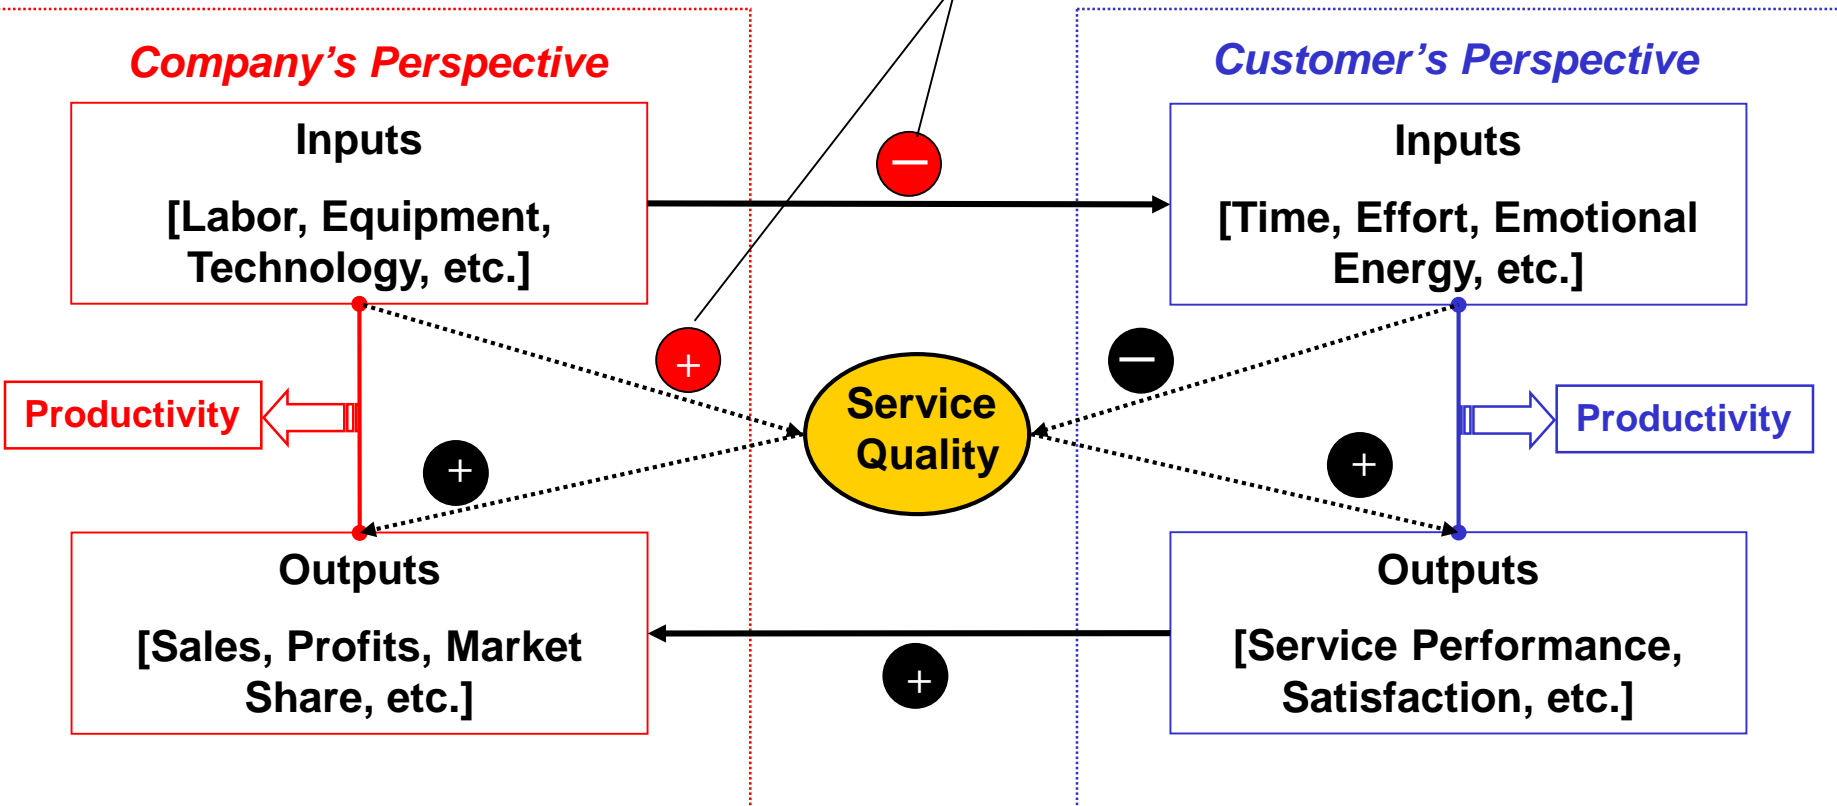 Company’s Perspective
Customer’s Perspective
Inputs
[Labor, Equipment,
Technology, etc.]
–
Inputs
[Time, Effort, Emotional
Energy, etc.]
+
–
Service
Quality
Productivity
Productivity
+
+
Outputs
[Sales, Profits, Market
Share, etc.]
+
Outputs
[Service Performance,
Satisfaction, etc.]